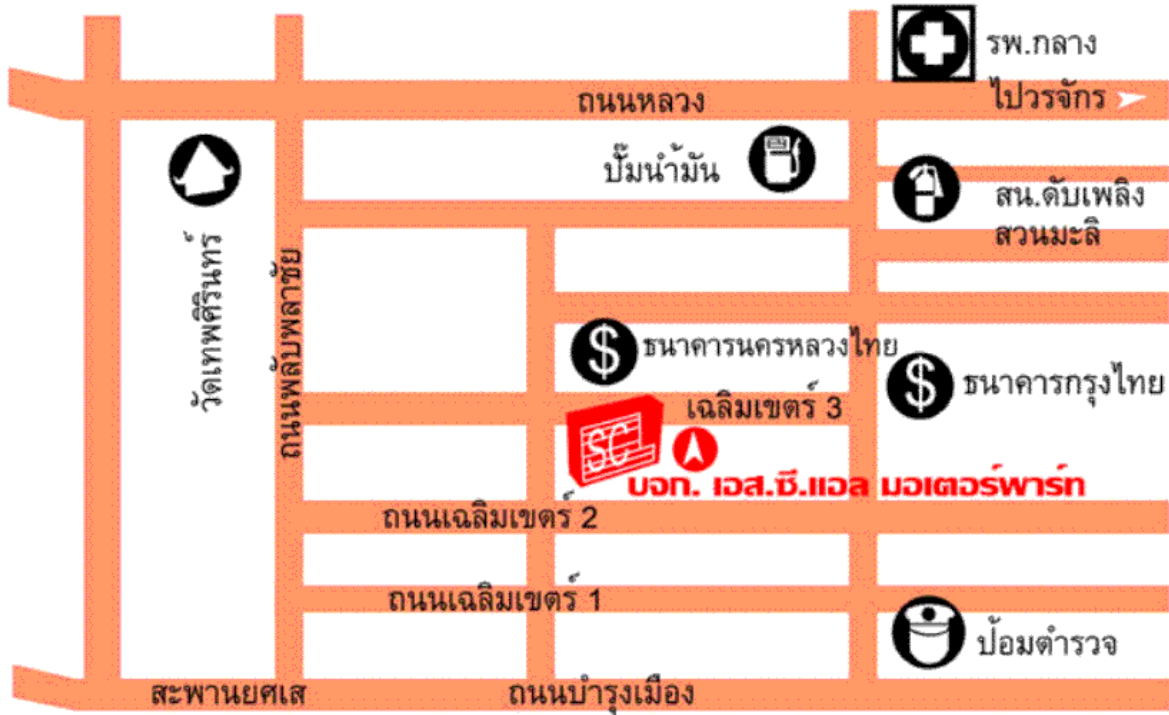 รพ.กลาง
ถนนหลวง
ไปวรจักร
ปั๊มน้ำมัน
สน.ดับเพลิง
สวนมะลิ
วัดเทพศิรินทร์
ถนนพลับพลาชัย
ธนาคารนครหลวงไทย
ธนาคารกรุงไทย
เฉลิมเขตร์ 3
SC
บจก. เอส.ซี.แอล มอเตอร์พาร์ท
ถนนเฉลิมเขตร์ 2
ถนนเฉลิมเขตร์ 1
ป้อมตำรวจ
สะพานยศเส
ถนนบำรุงเมือง